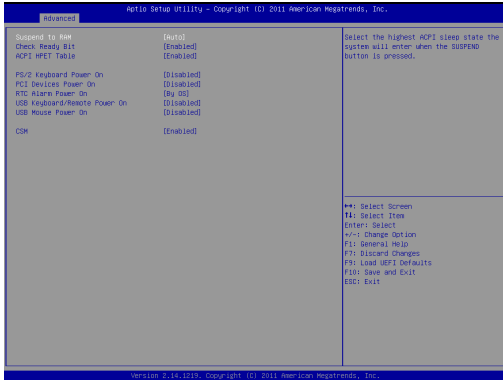 Aptio Setup Utility – Copyright (C) 2011 American Megatrends, Inc.
Advanced
Suspend to RAM [Auto]
Check Ready Bit [Enabled]
ACPI HPET Table [Enabled]
PS/2 Keyboard Power On [Disabled]
PCI Devices Power On [Disabled]
RTC Alarm Power On [By OS]
USB Keyboard/Remote Power On [Disabled]
USB Mouse Power On [Disabled]
CSM [Enabled]
Select the highest ACPI sleep state the
system will enter when the SUSPEND
button is pressed.
↔: Select Screen
↑↓: Select Item
Enter: Select
+/-: Change Option
F1: General Help
F7: Discard Changes
F9: Load UEFI Defaults
F10: Save and Exit
ESC: Exit
Version 2.14.1219. Copyright (C) 2011 American Megatrends, Inc.